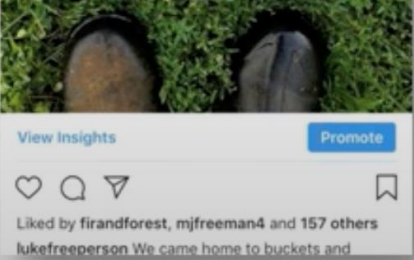 View Insights
Promote
Liked by firandforest, mjfreeman4 and 157 others
lukefreeperson We came home to buckets and